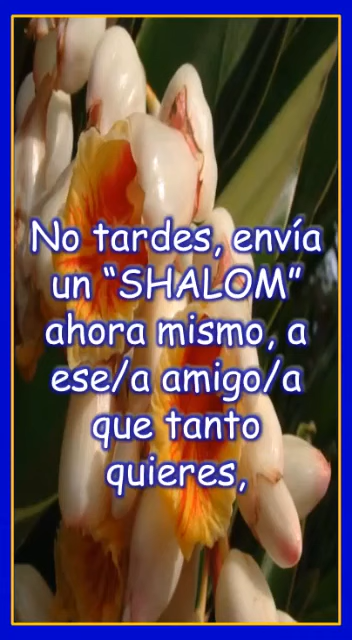 No tardes, envía
un “SHALOM”
ahora mismo, a
ese/a amigo/a
que tanto
quieres,